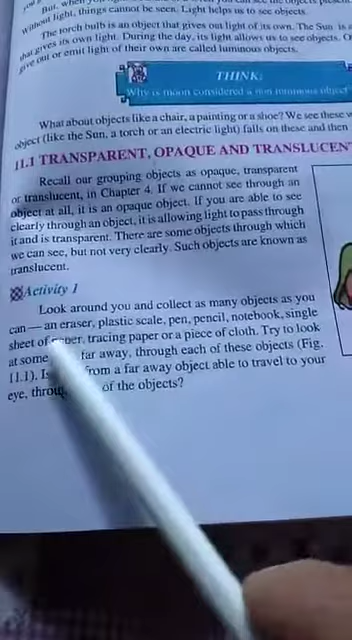 But, when you
without light, things cannot be seen. Light helps us to see objects.
The torch bulb is an object that gives out light of its own. The Sun is a
that gives its own light. During the day, its light allows us to see objects. O
give out or emit light of their own are called luminous objects.
THINK:
Why is moon considered a non luminous object
What about objects like a chair, a painting or a shoe? We see these w
object (like the Sun, a torch or an electric light) falls on these and then
11.1 TRANSPARENT, OPAQUE AND TRANSLUCEN
Recall our grouping objects as opaque, transparent
or translucent, in Chapter 4. If we cannot see through an
object at all, it is an opaque object. If you are able to see
clearly through an object, it is allowing light to pass through
it and is transparent. There are some objects through which
we can see, but not very clearly. Such objects are known as
translucent.
Activity 1
Look around you and collect as many objects as you
can — an eraser, plastic scale, pen, pencil, notebook, single
sheet of paper, tracing paper or a piece of cloth. Try to look
at some far away, through each of these objects (Fig.
11.1). Is from a far away object able to travel to your
eye, through of the objects?